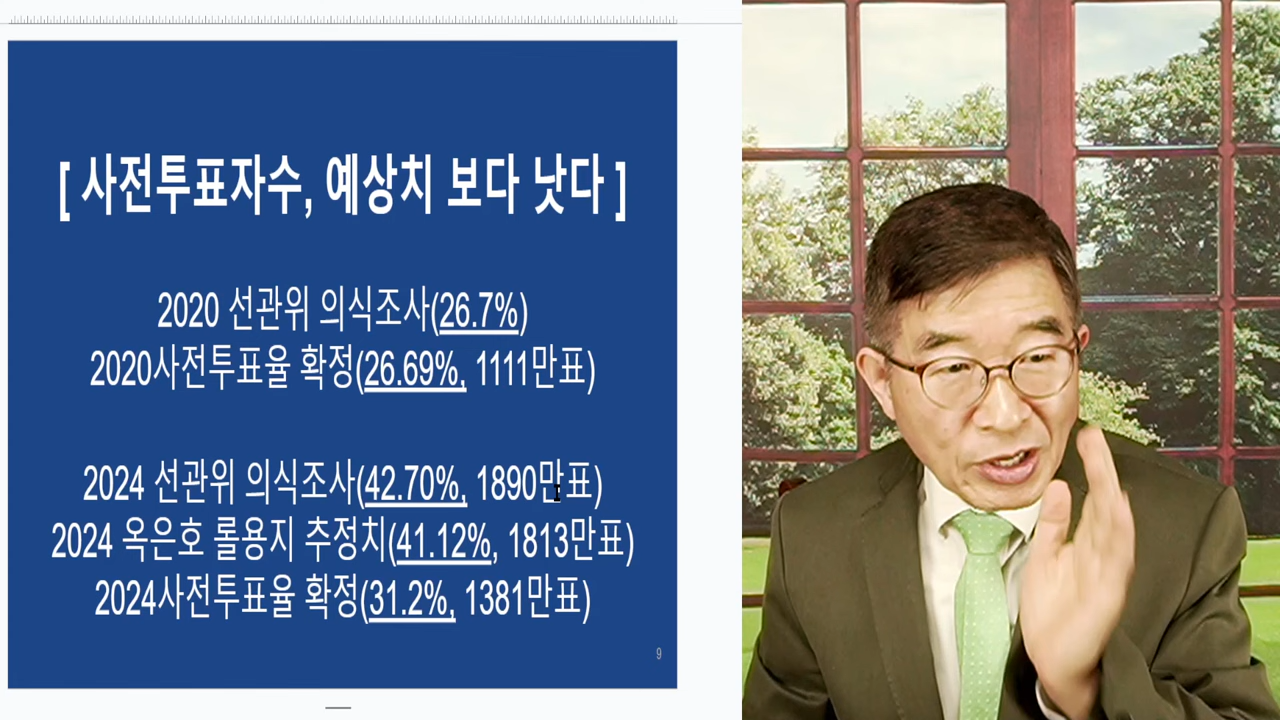 [ 사전투표자수, 예상치 보다 낫다 ]
2020 선관위 의식조사(26.7%)
2020사전투표율 확정(26.69%, 1111만표)
2024 선관위 의식조사(42.70%, 1890만표)
2024 옥은호 롤용지 추정치(41.12%, 1813만표)
2024사전투표율 확정(31.2%, 1381만표)
9